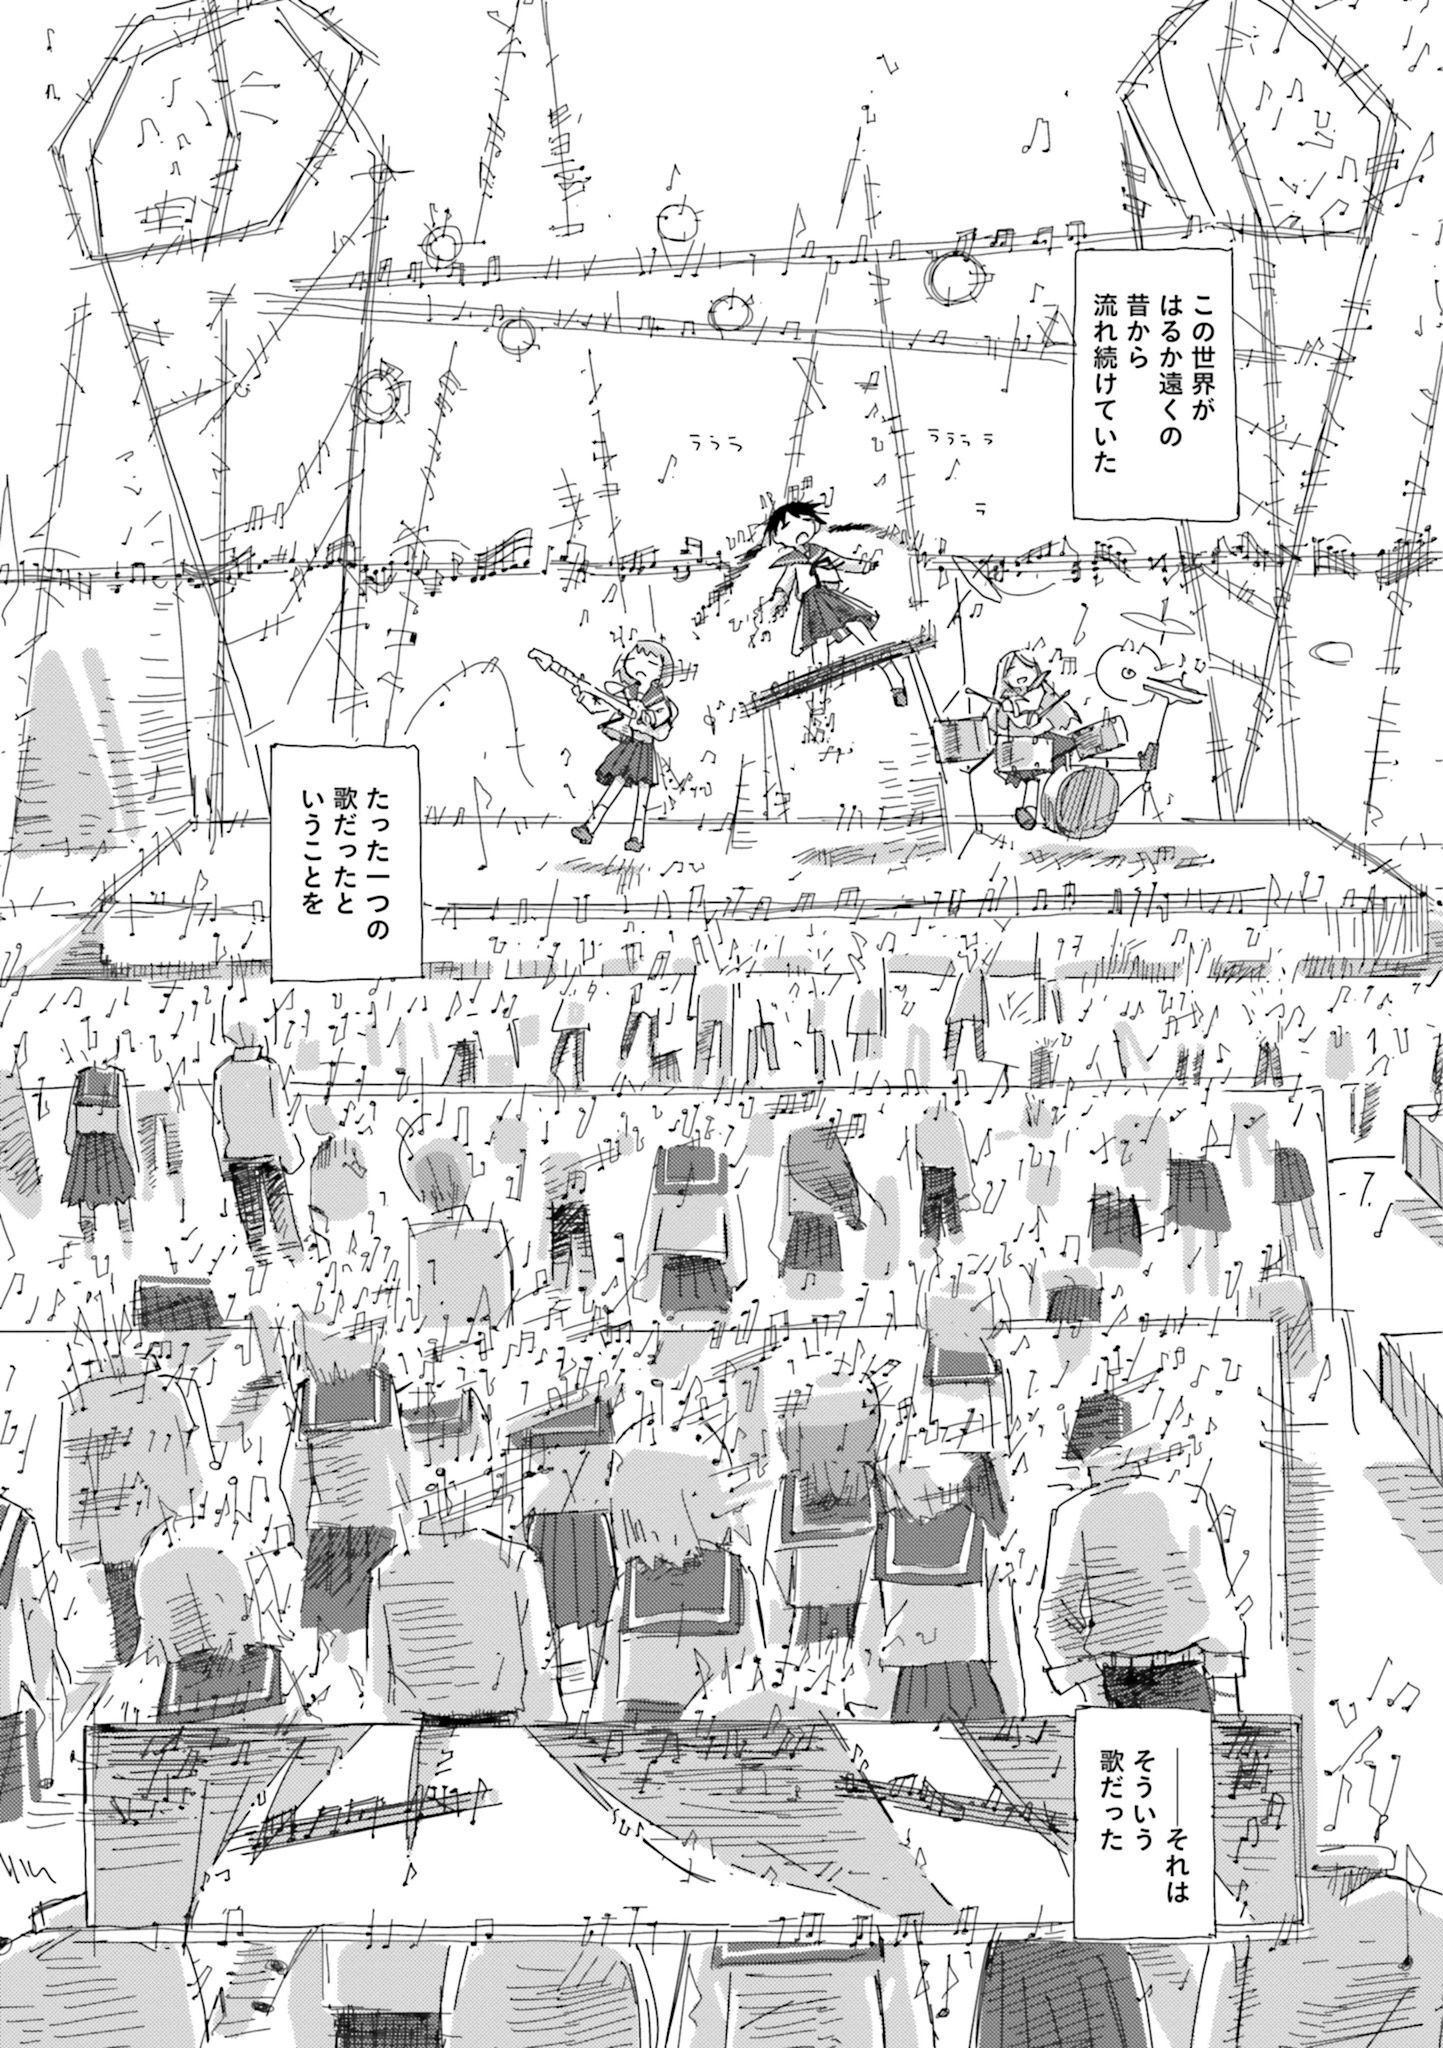 この世界が
はるか遠くの
昔から
流れ続けていた
ララララ
ラ
ラララ
たった一つの
歌だったと
いうことを
――それは
そういう
歌だった